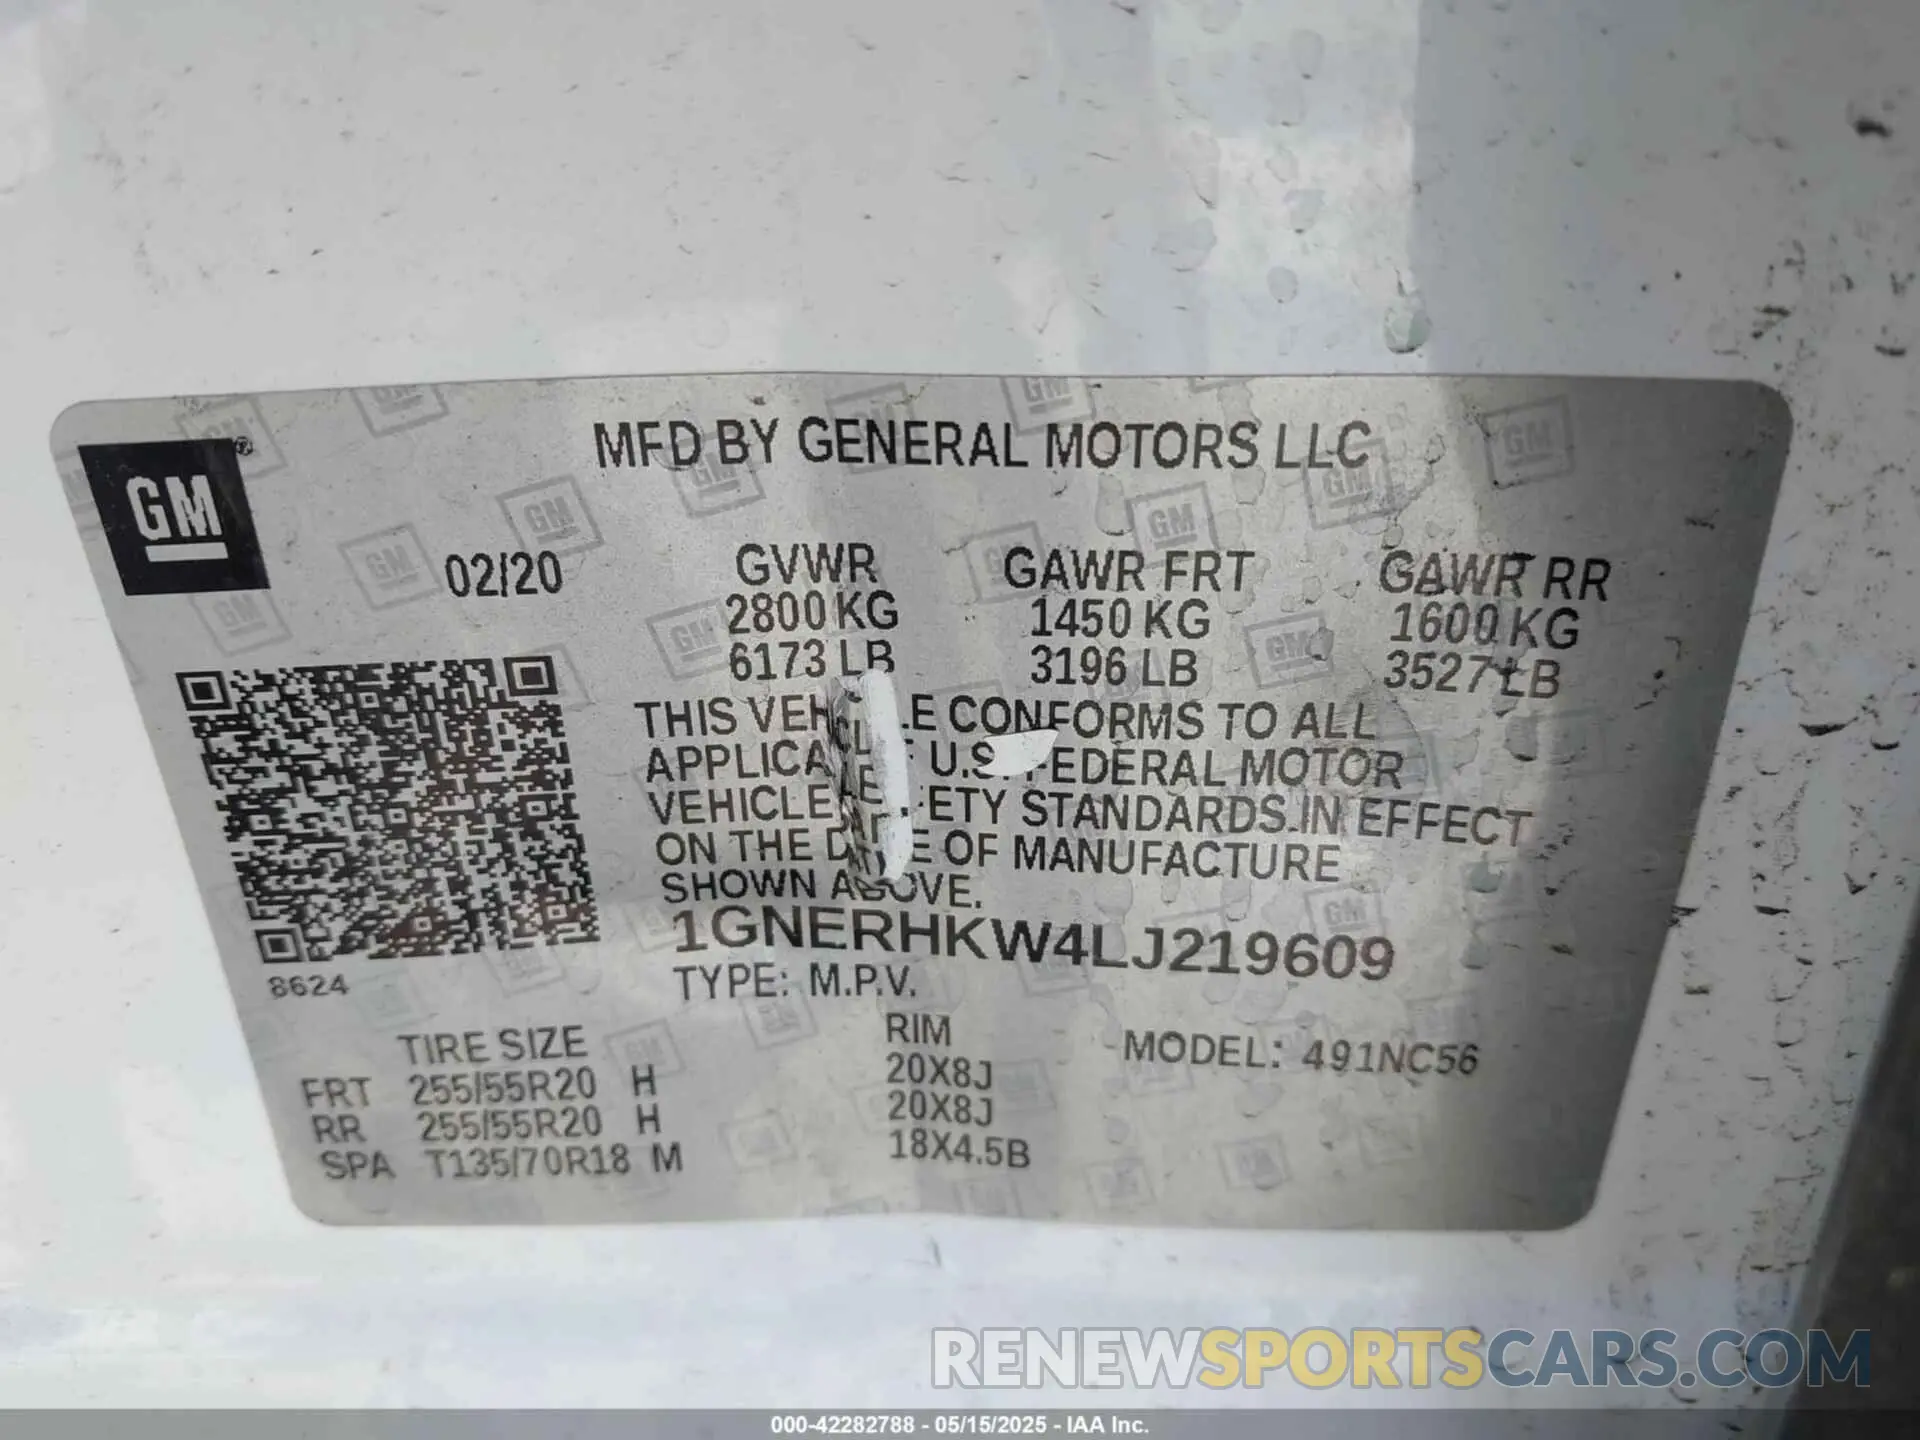 MFD BY GENERAL MOTORS LLC
GM ®
02/20
GVWR
2800 KG
6173 LB
GAWR FRT
1450 KG
3196 LB
GAWR RR
1600 KG
3527 LB
THIS VEHICLE CONFORMS TO ALL
U.S. FEDERAL MOTOR
VEHICLE STANDARDS IN EFFECT
ON THE DATE OF MANUFACTURE
SHOWN ABOVE.
1GNERHKW4LJ219609
TYPE: M.P.V.
8624
TIRE SIZE
RIM
MODEL: 491NC56
FRT 255/55R20 H 20X8J
RR 255/55R20 H 20X8J
SPA T135/70R18 M 18X4.5B
RENEWSPORTSCARS.COM
000-42282788 - 05/15/2025 - IAA Inc.